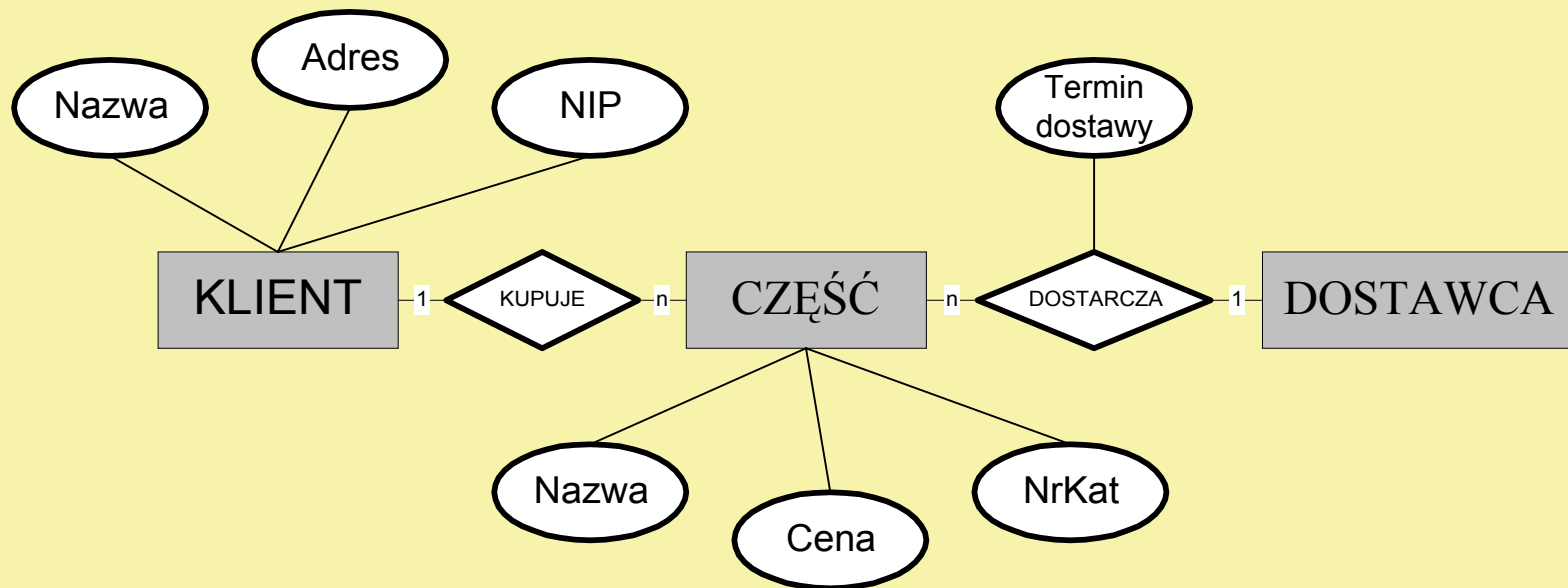 Adres
Nazwa
NIP
Termin
dostawy
KLIENT
1
KUPUJE
n
CZĘŚĆ
n
DOSTARCZA
1
DOSTAWCA
Nazwa
Cena
NrKat